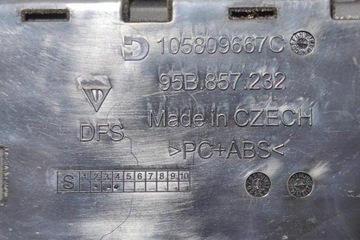 D 105809667C
95B.857.232
DFS
Made in CZECH
>PC+ABS<
S 1 2 3 4 5 6 7 8 9 10